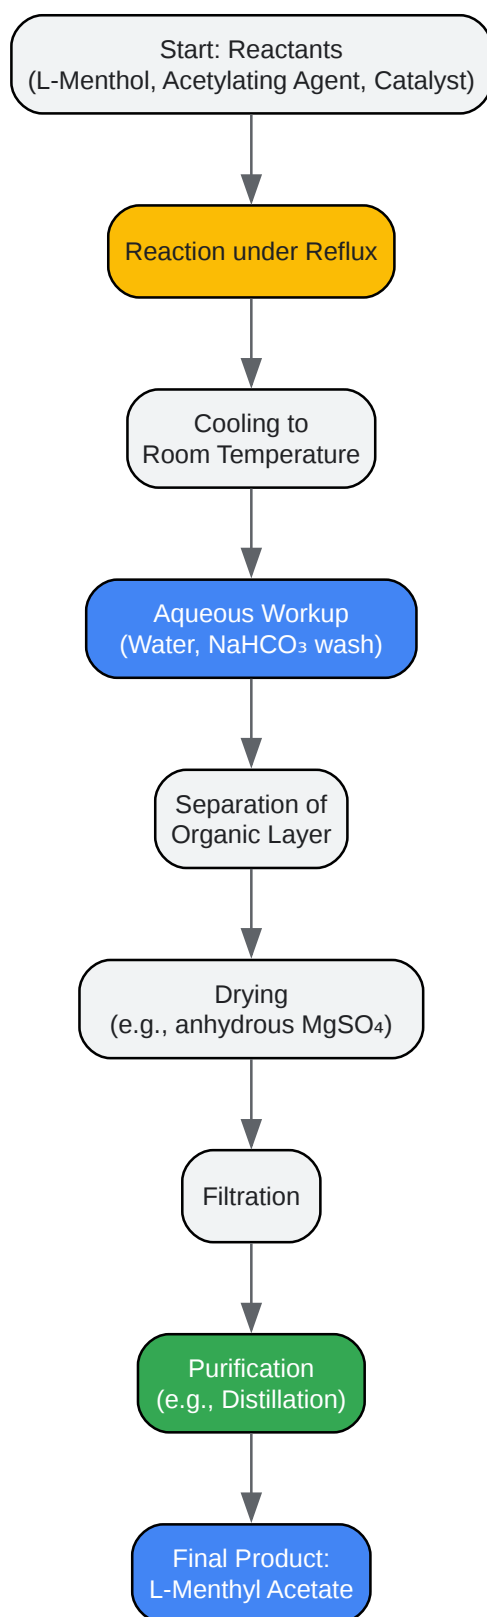 Start: Reactants
(L-Menthol, Acetylating Agent, Catalyst)
Reaction under Reflux
Cooling to
Room Temperature
Aqueous Workup
(Water, NaHCO₃ wash)
Separation of
Organic Layer
Drying
(e.g., anhydrous MgSO₄)
Filtration
Purification
(e.g., Distillation)
Final Product:
L-Menthyl Acetate